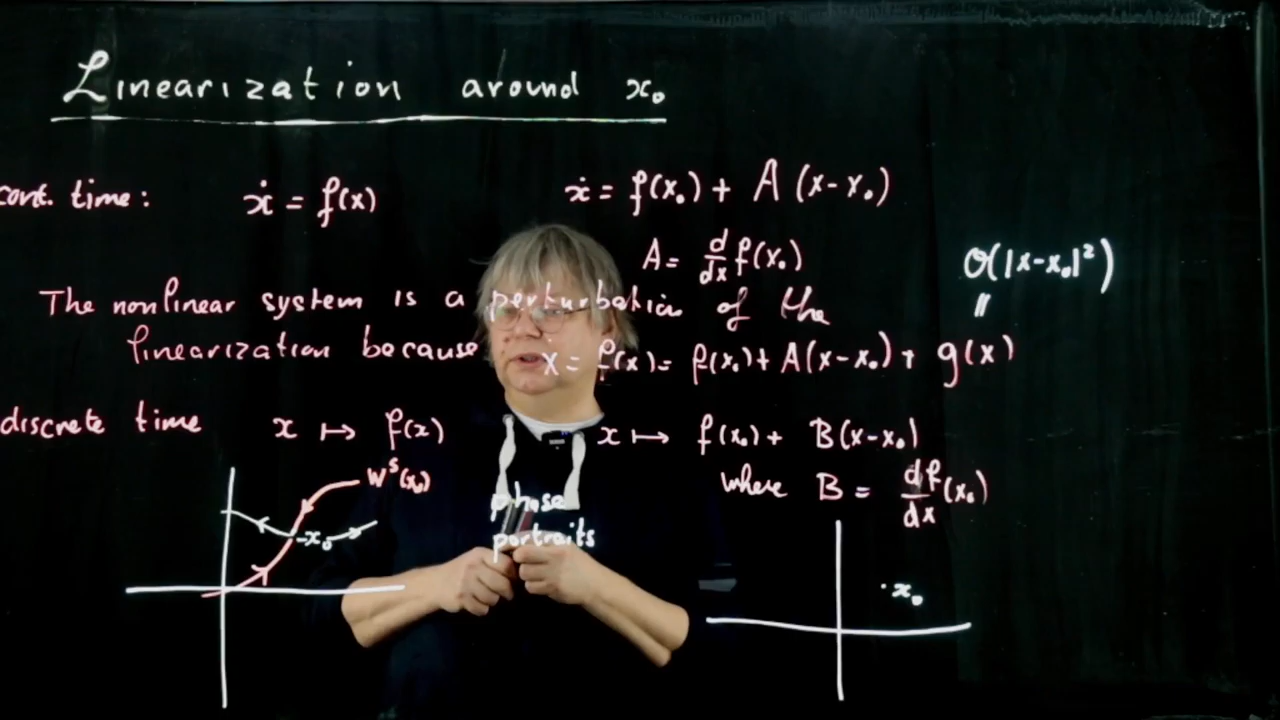 Linearization around x₀
cont. time: ẋ = f(x) ẋ = f(x₀) + A (x-x₀)
A = d/dx f(x₀)
O(|x-x₀|²)
The nonlinear system is a perturbation of the
linearization because ẋ = f(x) = f(x₀) + A(x-x₀) + g(x)
discrete time x ↦ f(x) x ↦ f(x₀) + B(x-x₀)
where B = df/dx (x₀)
Wˢ(x₀)
phase
portraits
x₀
x₀